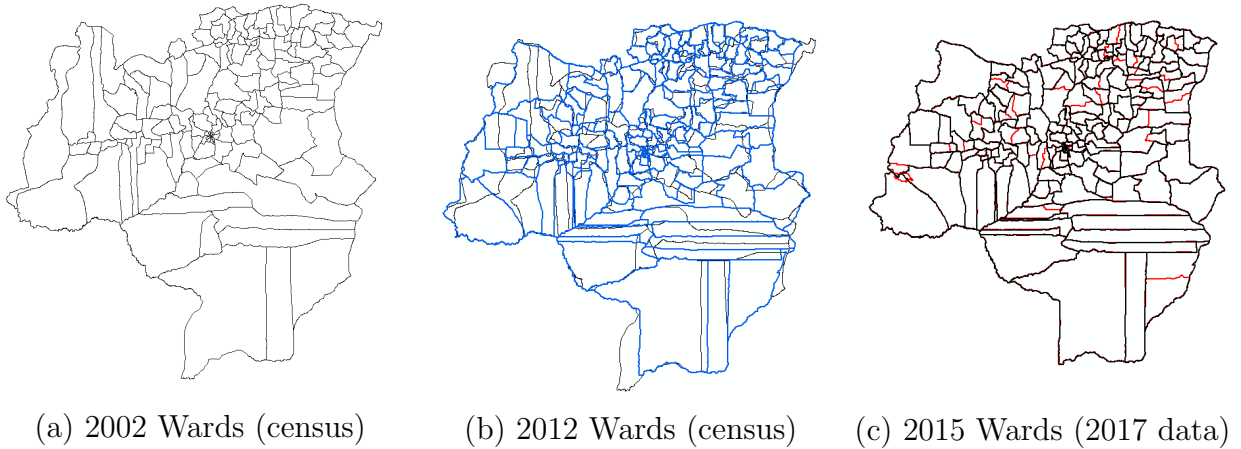 (a) 2002 Wards (census)
(b) 2012 Wards (census)
(c) 2015 Wards (2017 data)